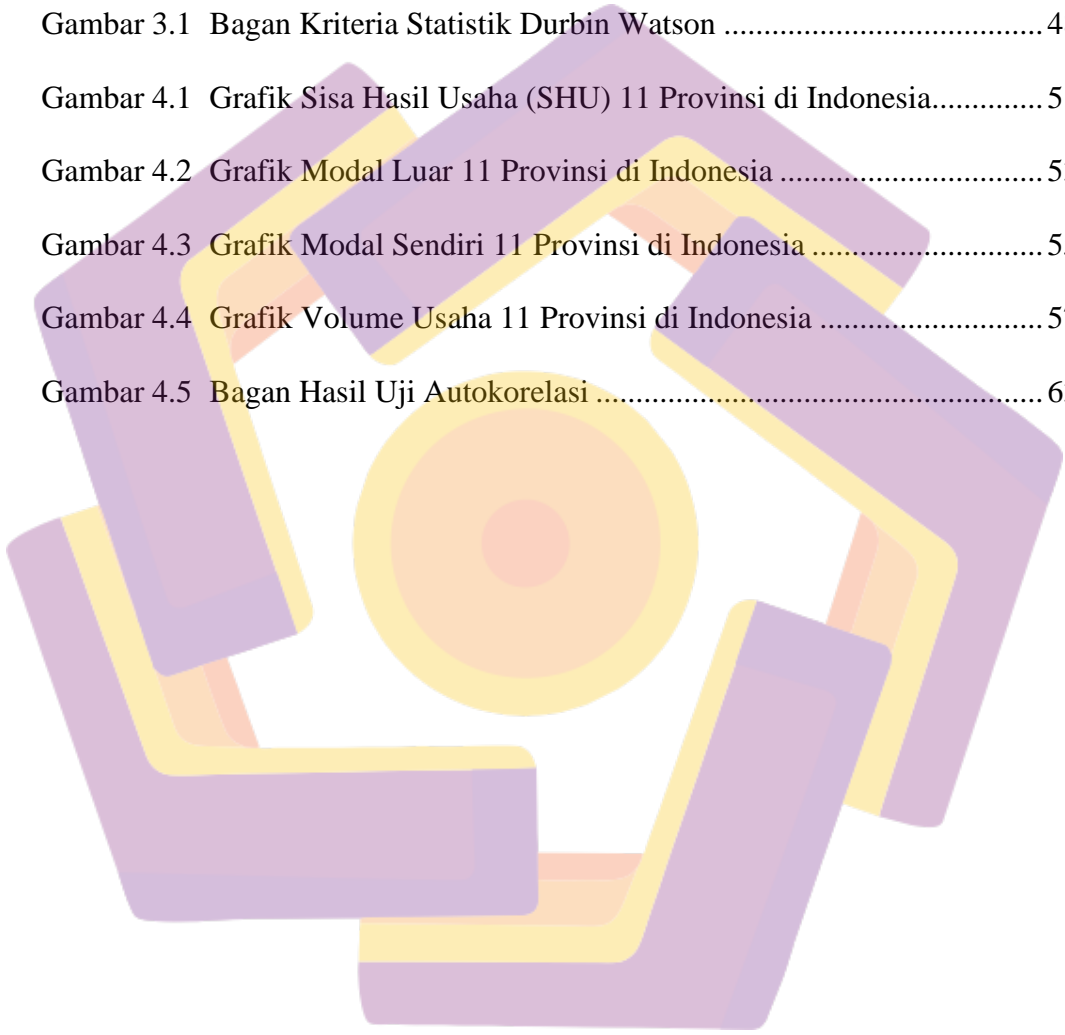 Gambar 3.1 Bagan Kriteria Statistik Durbin Watson ................................... 4
Gambar 4.1 Grafik Sisa Hasil Usaha (SHU) 11 Provinsi di Indonesia............. 5
Gambar 4.2 Grafik Modal Luar 11 Provinsi di Indonesia ............................. 5
Gambar 4.3 Grafik Modal Sendiri 11 Provinsi di Indonesia ......................... 5
Gambar 4.4 Grafik Volume Usaha 11 Provinsi di Indonesia ........................ 57
Gambar 4.5 Bagan Hasil Uji Autokorelasi ................................................. 6